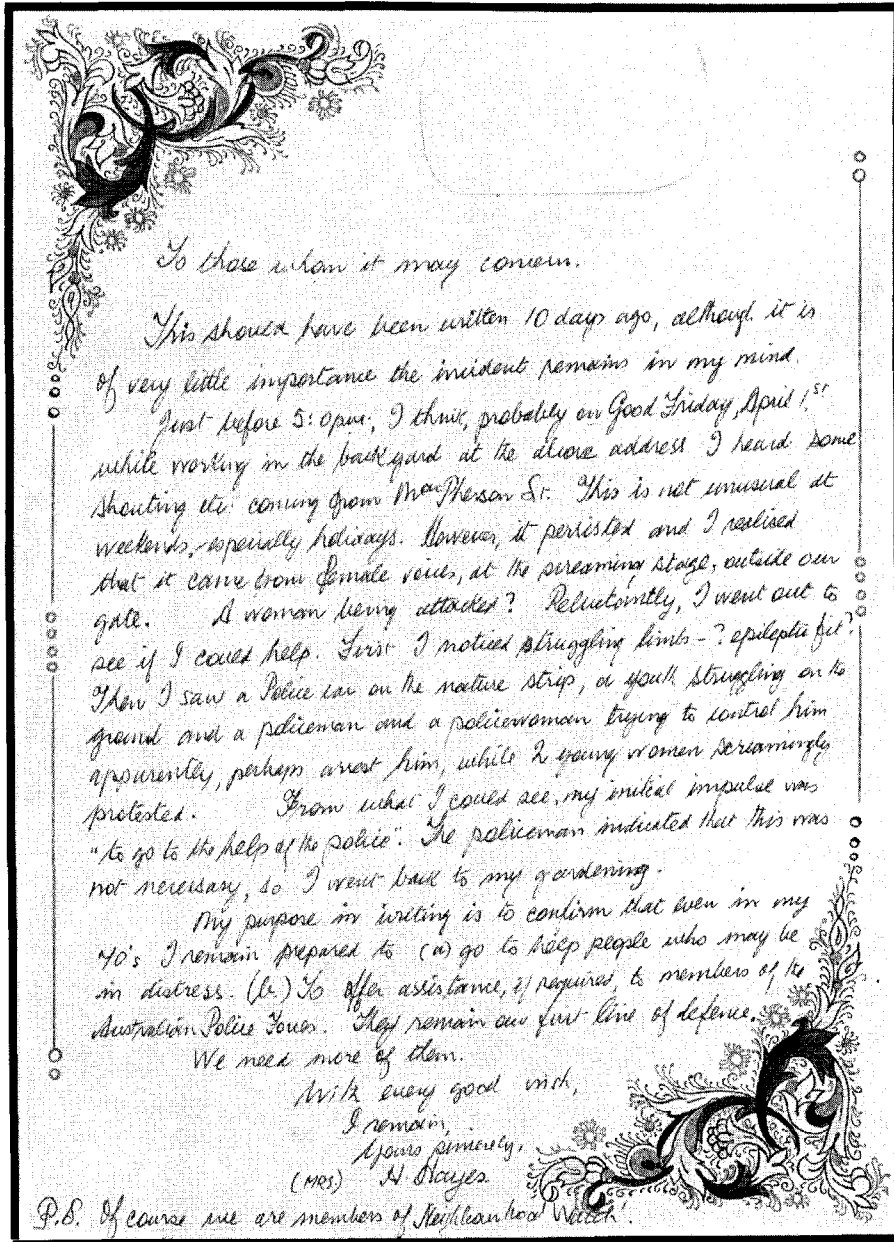 To those whom it may concern.
This should have been written 10 days ago, although it is
of very little importance the incident remains in my mind.
Just before 5:0pm, I think, probably on Good Friday, April 1st
while working in the back yard at the above address I heard some
shouting etc. coming from MacPherson St. This is not unusual at
weekends, especially holidays. However, it persisted and I realised
that it came from female voices, at the screaming stage, outside our
gate. A woman being attacked? Reluctantly, I went out to
see if I could help. First I noticed struggling limbs - ? epileptic fit?
Then I saw a Police car on the nature strip, a youth struggling on the
ground and a policeman and a policewoman trying to control him
apparently, perhaps arrest him, while 2 young women screamingly
protested. From what I could see, my initial impulse was
"to go to the help of the police". The policeman indicated that this was
not necessary, so I went back to my gardening.
My purpose in writing is to confirm that even in my
70's I remain prepared to (a) go to help people who may be
in distress. (b.) To offer assistance, if required, to members of the
Australian Police Forces. They remain our first line of defence.
We need more of them.
With every good wish,
I remain,
Yours sincerely,
(MRS.) H. Hayes
P.S. Of course we are members of 'Neighbourhood Watch'.